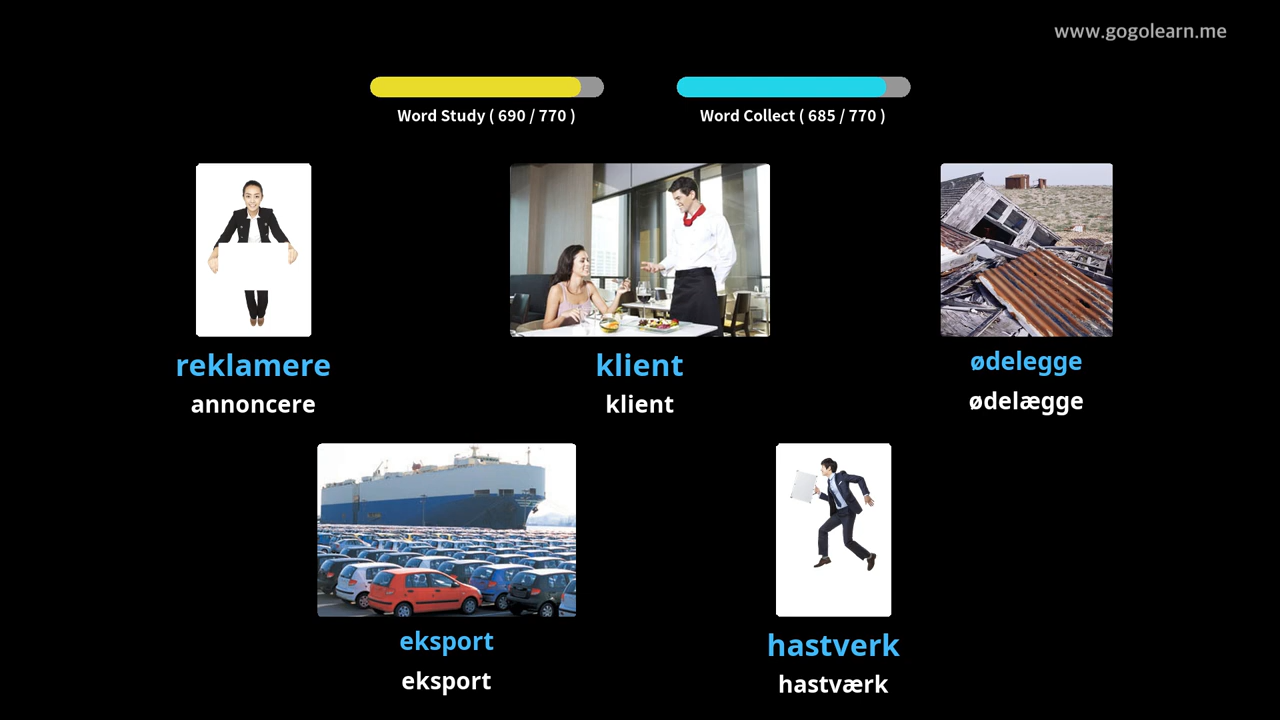 www.gogolearn.me
Word Study ( 690 / 770 )
Word Collect ( 685 / 770 )
reklamere
annoncere
klient
klient
ødelegge
ødelægge
eksport
eksport
hastverk
hastværk